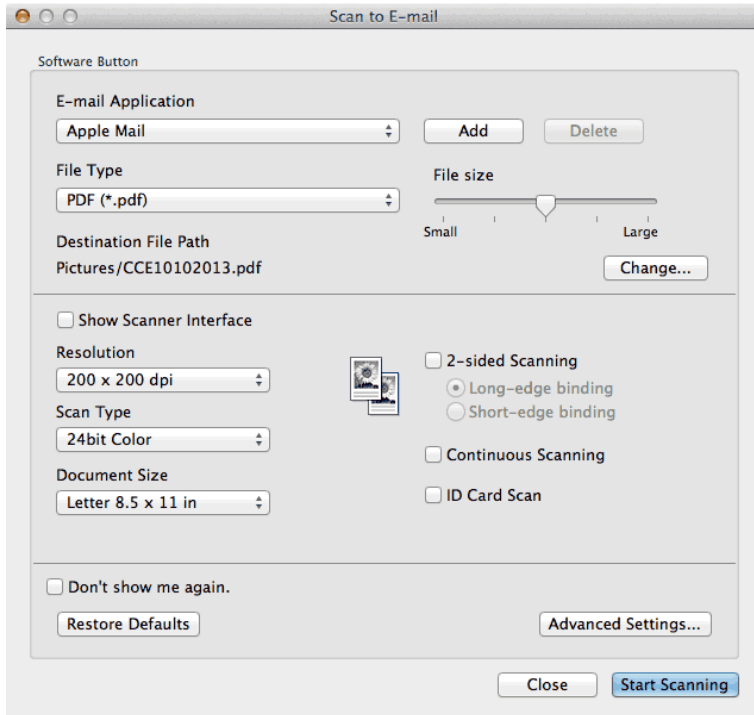 Scan to E-mail
Software Button
E-mail Application
Apple Mail
Add
Delete
File Type
PDF (*.pdf)
File size
Small
Large
Destination File Path
Pictures/CCE10102013.pdf
Change...
Show Scanner Interface
Resolution
200 x 200 dpi
Scan Type
24bit Color
Document Size
Letter 8.5 x 11 in
2-sided Scanning
Long-edge binding
Short-edge binding
Continuous Scanning
ID Card Scan
Don't show me again.
Restore Defaults
Advanced Settings...
Close
Start Scanning